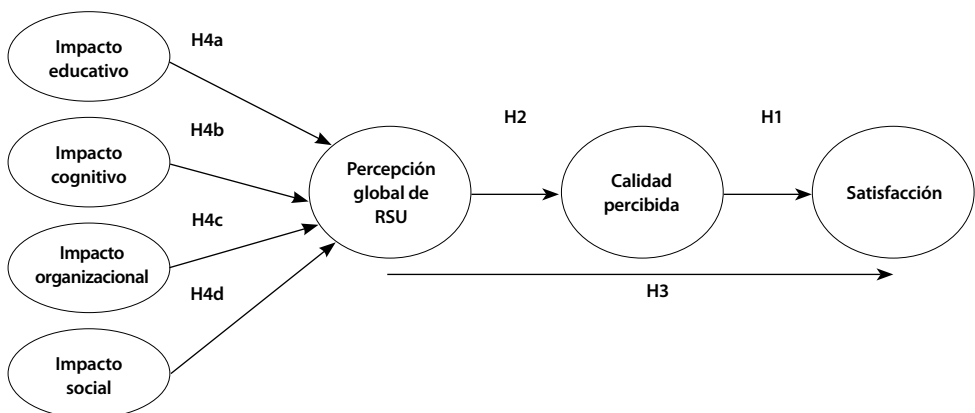 Impacto
educativo
H4a
Impacto
cognitivo
H4b
Impacto
organizacional
H4c
Impacto
social
H4d
Percepción
global de
RSU
H2
Calidad
percibida
H1
Satisfacción
H3